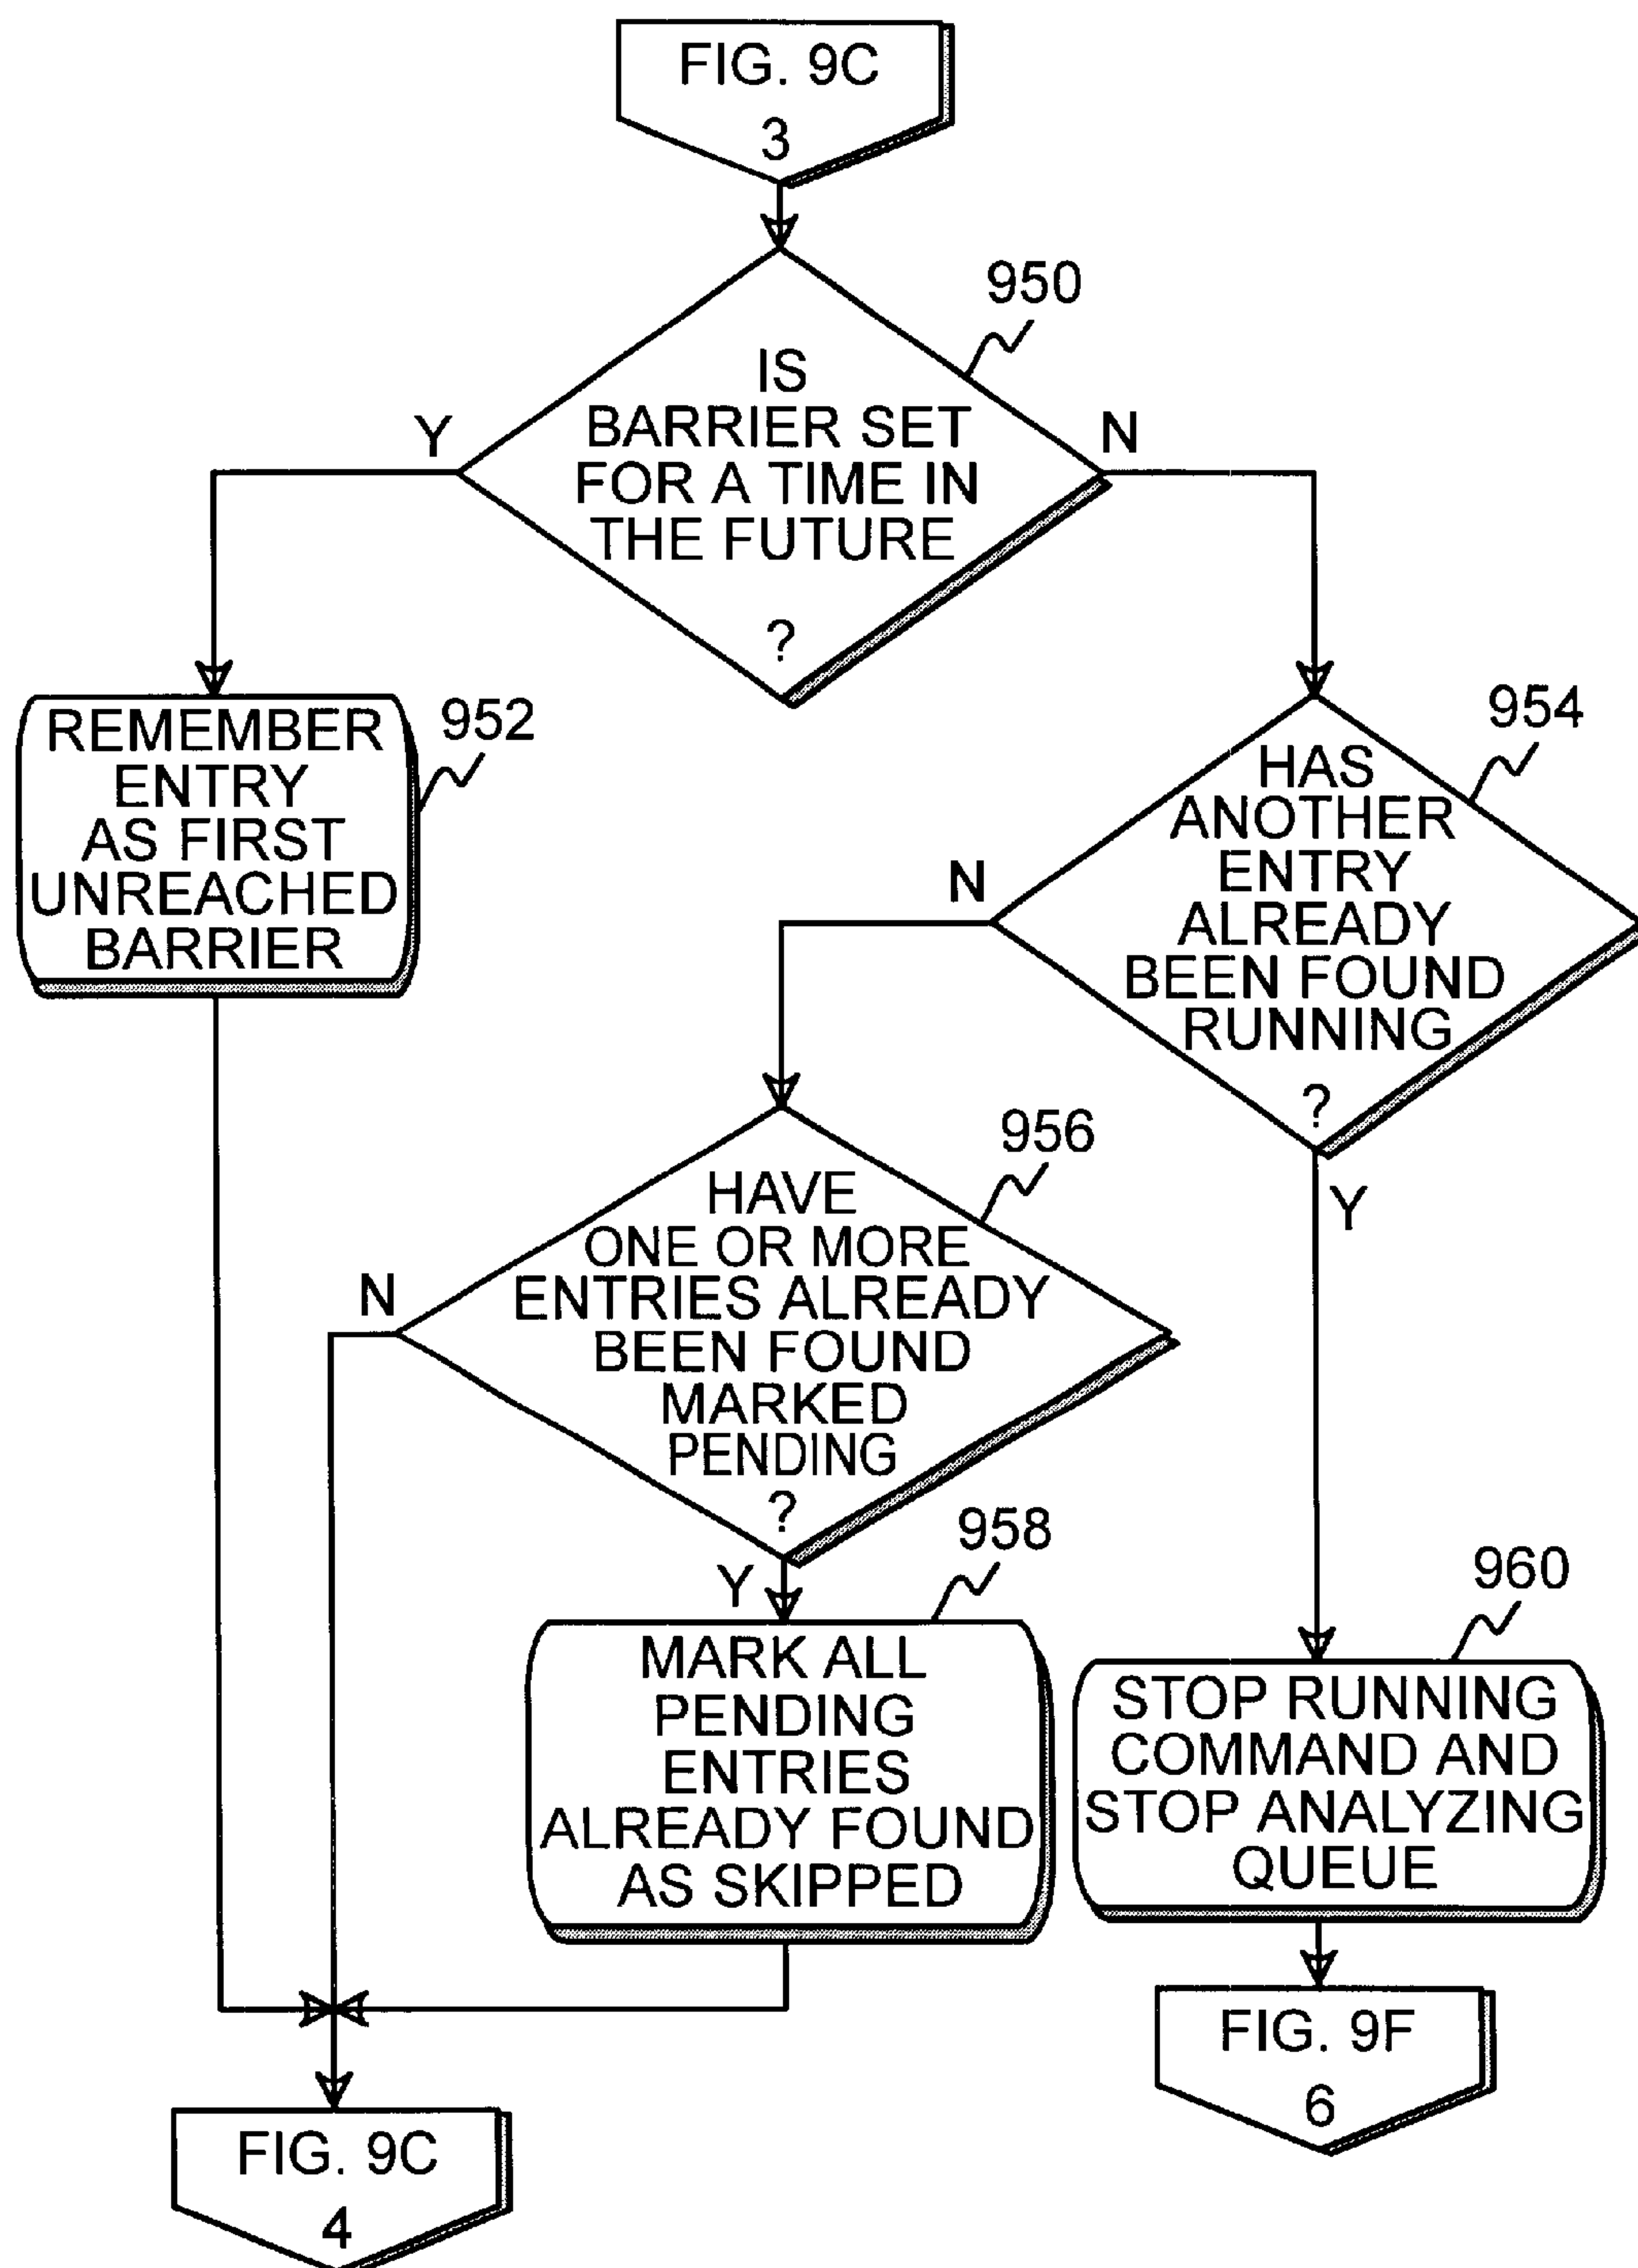 FIG. 9C
3
950
IS
BARRIER SET
FOR A TIME IN
THE FUTURE
?
Y
N
952
REMEMBER
ENTRY
AS FIRST
UNREACHED
BARRIER
954
HAS
ANOTHER
ENTRY
ALREADY
BEEN FOUND
RUNNING
?
N
Y
956
HAVE
ONE OR MORE
ENTRIES ALREADY
BEEN FOUND
MARKED
PENDING
?
N
Y
958
MARK ALL
PENDING
ENTRIES
ALREADY FOUND
AS SKIPPED
960
STOP RUNNING
COMMAND AND
STOP ANALYZING
QUEUE
FIG. 9F
6
FIG. 9C
4